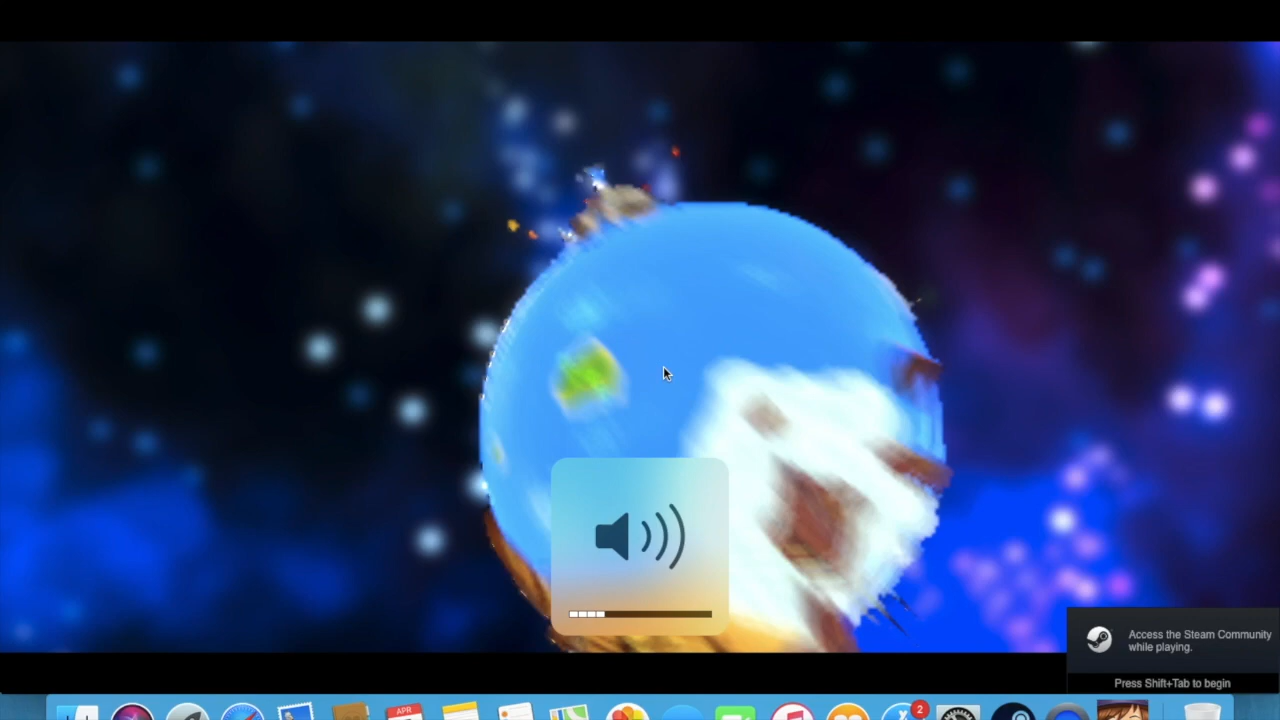 Access the Steam Community
while playing.
Press Shift+Tab to begin
APR
2